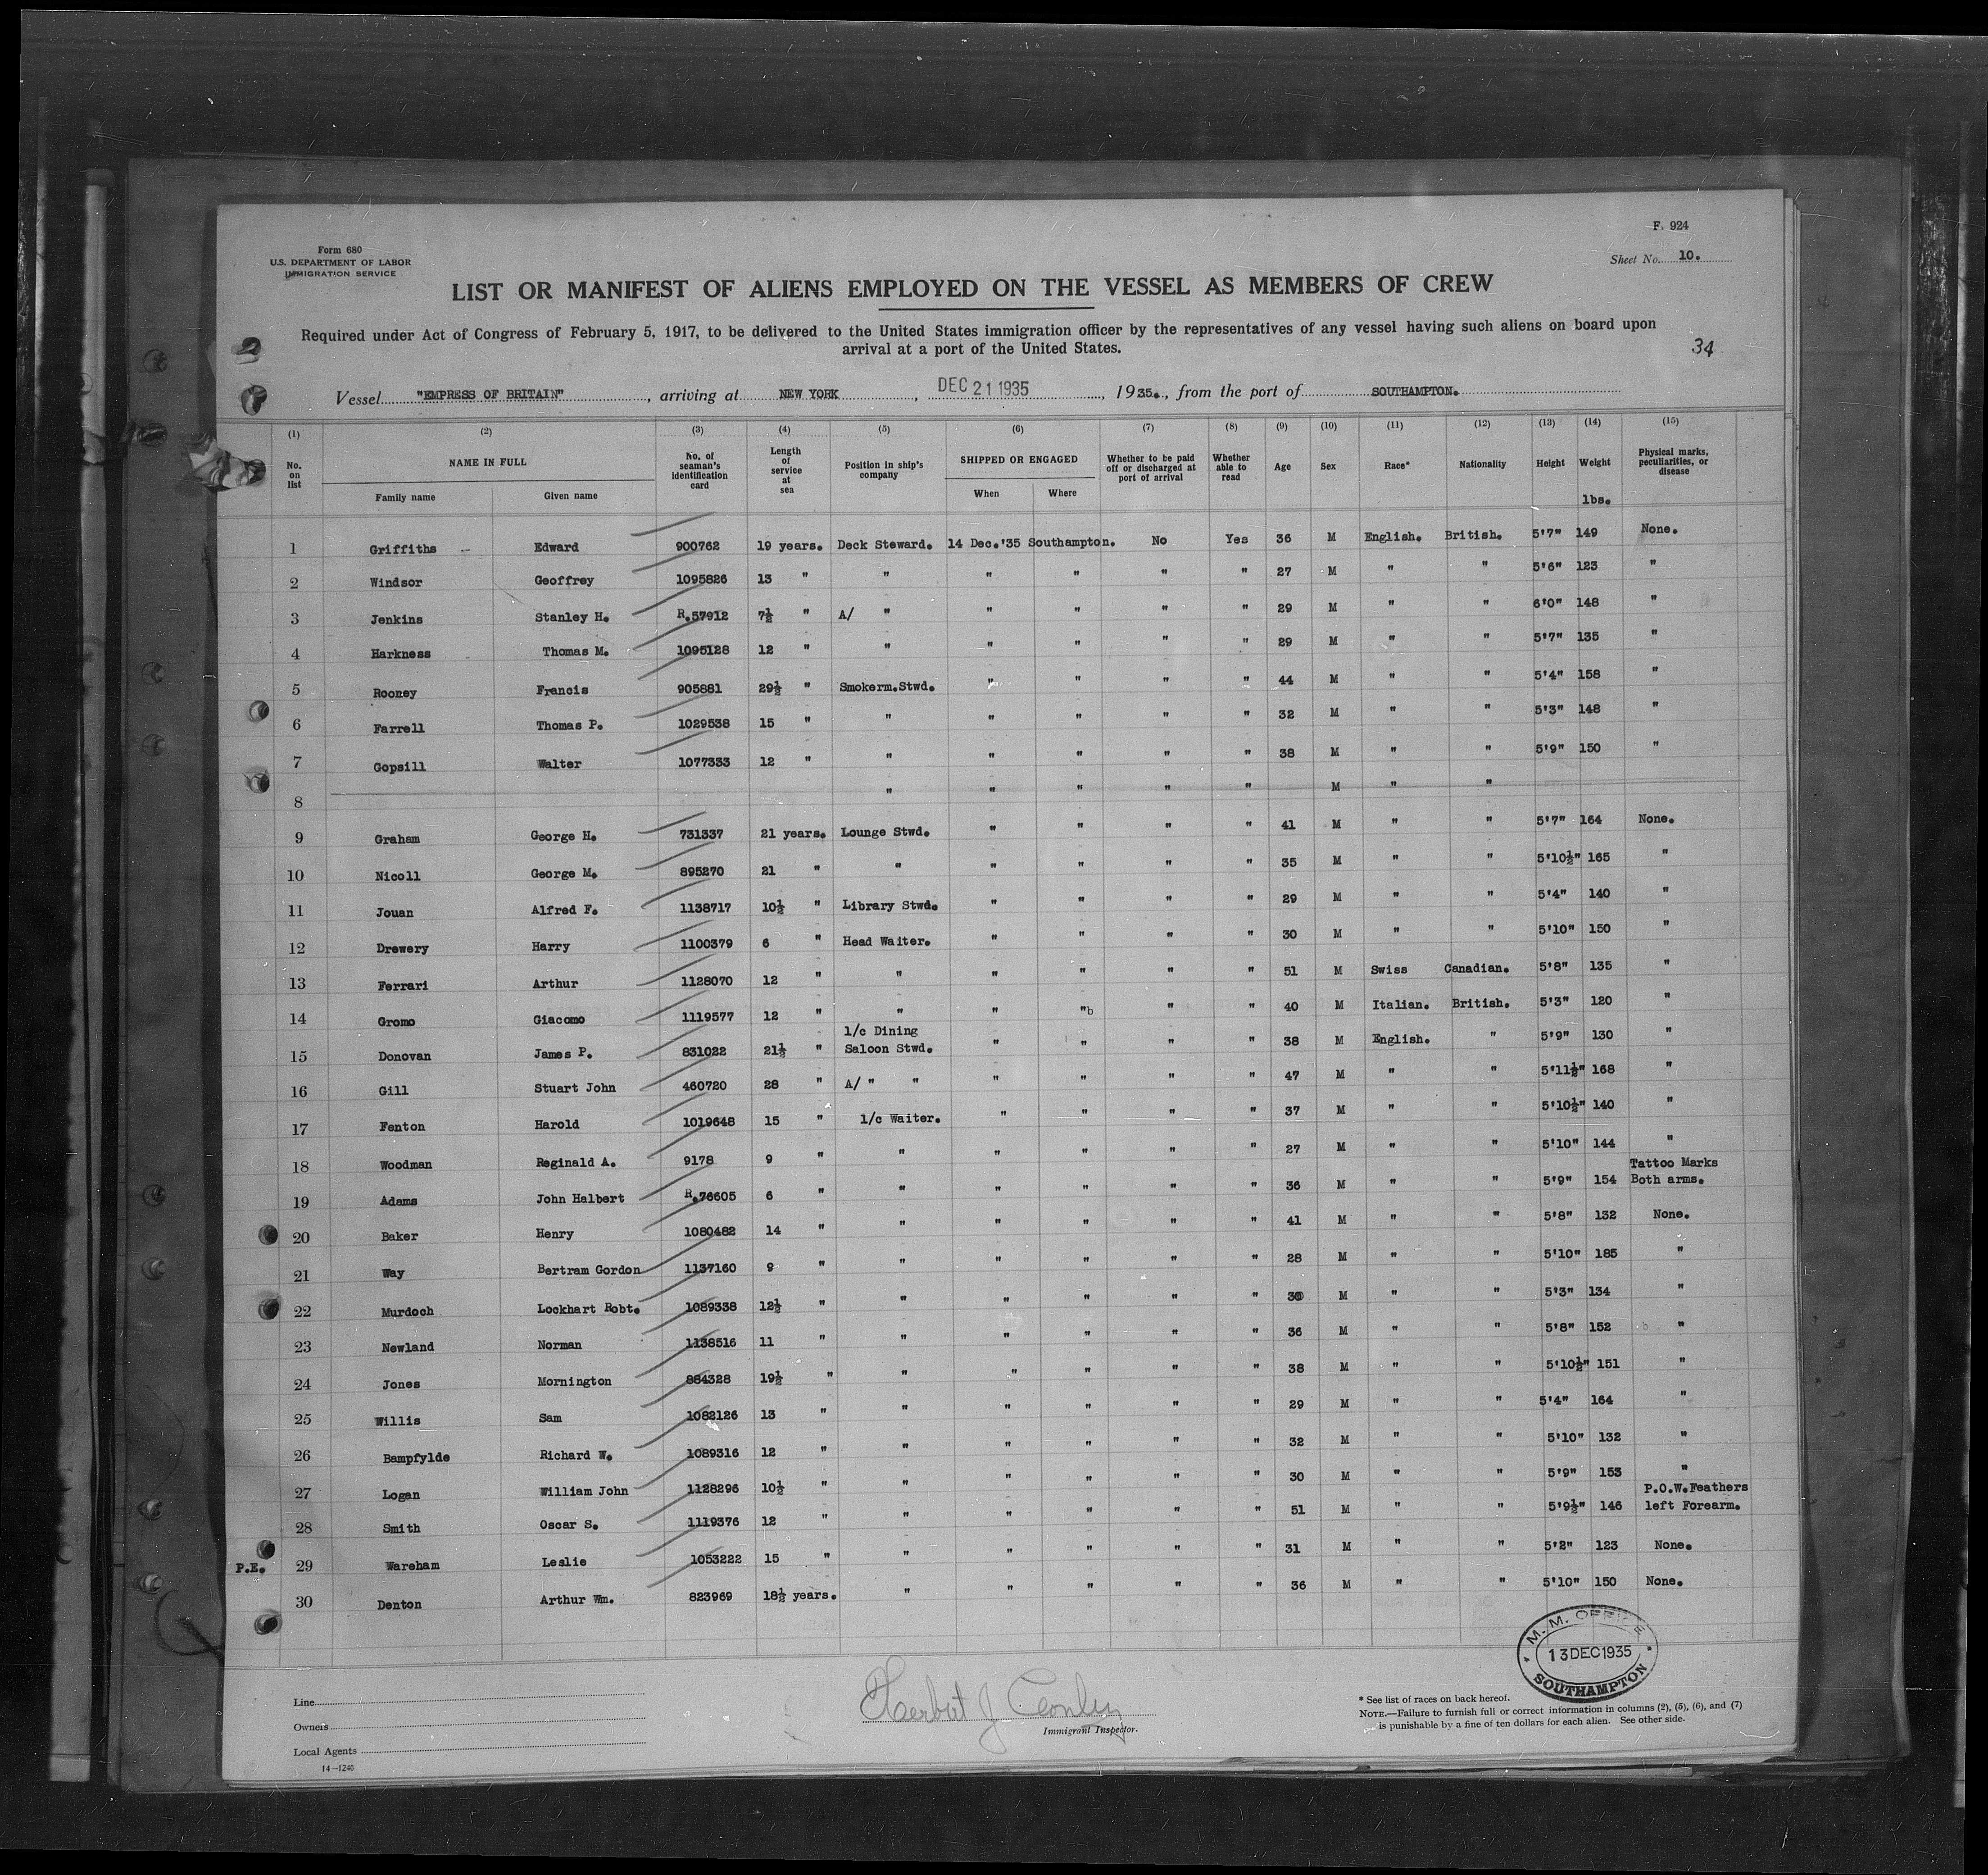 F. 924
Form 680
U.S. DEPARTMENT OF LABOR
IMMIGRATION SERVICE
Sheet No. 10.
LIST OR MANIFEST OF ALIENS EMPLOYED ON THE VESSEL AS MEMBERS OF CREW
Required under Act of Congress of February 5, 1917, to be delivered to the United States immigration officer by the representatives of any vessel having such aliens on board upon
arrival at a port of the United States.
34
Vessel "EMPRESS OF BRITAIN", arriving at NEW YORK, DEC 21 1935, 1935., from the port of SOUTHAMPTON.
(1) (2) (3) (4) (5) (6) (7) (8) (9) (10) (11) (12) (13) (14) (15)
No. on list NAME IN FULL Family name Given name No. of seaman's identification card Length of service at sea Position in ship's company SHIPPED OR ENGAGED When Where Whether to be paid off or discharged at port of arrival Whether able to read Age Sex Race* Nationality Height Weight lbs. Physical marks, peculiarities, or disease
1 Griffiths Edward 900762 19 years. Deck Steward. 14 Dec.'35 Southampton. No Yes 36 M English. British. 5'7" 149 None.
2 Windsor Geoffrey 1095826 13 " " " " " " 27 M " " 5'6" 123 "
3 Jenkins Stanley H. R.57912 7½ " A/ " " " " " 29 M " " 6'0" 148 "
4 Harkness Thomas M. 1095128 12 " " " " " " 29 M " " 5'7" 135 "
5 Rooney Francis 905881 29½ " Smokerm.Stwd. " " " " 44 M " " 5'4" 158 "
6 Farrell Thomas P. 1029538 15 " " " " " " 32 M " " 5'3" 148 "
7 Gopsill Walter 1077333 12 " " " " " " 38 M " " 5'9" 150 "
8 " " " " " M " "
9 Graham George H. 731337 21 years. Lounge Stwd. " " " " 41 M " " 5'7" 164 None.
10 Nicoll George M. 895270 21 " " " " " " 35 M " " 5'10½" 165 "
11 Jouan Alfred F. 1138717 10½ " Library Stwd. " " " " 29 M " " 5'4" 140 "
12 Drewery Harry 1100379 6 " Head Waiter. " " " " 30 M " " 5'10" 150 "
13 Ferrari Arthur 1128070 12 " " " " " " 51 M Swiss Canadian. 5'8" 135 "
14 Gromo Giacomo 1119577 12 " " " "b " " 40 M Italian. British. 5'3" 120 "
15 Donovan James P. 831022 21½ " 1/c Dining Saloon Stwd. " " " " 38 M English. " 5'9" 130 "
16 Gill Stuart John 460720 28 " A/ " " " " " " 47 M " " 5'11½" 168 "
17 Fenton Harold 1019648 15 " 1/c Waiter. " " " " 37 M " " 5'10½" 140 "
18 Woodman Reginald A. 9178 9 " " " " " " 27 M " " 5'10" 144 "
19 Adams John Halbert R.76605 6 " " " " " " 36 M " " 5'9" 154 Tattoo Marks Both arms.
20 Baker Henry 1080482 14 " " " " " " 41 M " " 5'8" 132 None.
21 Way Bertram Gordon 1137160 9 " " " " " " 28 M " " 5'10" 185 "
22 Murdoch Lockhart Robt. 1089338 12½ " " " " " " 30 M " " 5'3" 134 "
23 Newland Norman 1138516 11 " " " " " " 36 M " " 5'8" 152 "
24 Jones Mornington 884328 19½ " " " " " " 38 M " " 5'10½" 151 "
25 Willis Sam 1082126 13 " " " " " " 29 M " " 5'4" 164 "
26 Bampfylde Richard W. 1089316 12 " " " " " " 32 M " " 5'10" 132 "
27 Logan William John 1128296 10½ " " " " " " 30 M " " 5'9" 153 "
28 Smith Oscar S. 1119376 12 " " " " " " 51 M " " 5'9½" 146 P.O.W.Feathers left Forearm.
P.E. 29 Wareham Leslie 1053222 15 " " " " " " 31 M " " 5'2" 123 None.
30 Denton Arthur Wm. 823969 18½ years. " " " " " 36 M " " 5'10" 150 None.
M. M. OFFICE
13 DEC 1935
SOUTHAMPTON
Line
Owners
Local Agents
14—1240
Herbert J
Immigrant Inspector.
* See list of races on back hereof.
NOTE.—Failure to furnish full or correct information in columns (2), (5), (6), and (7)
is punishable by a fine of ten dollars for each alien. See other side.